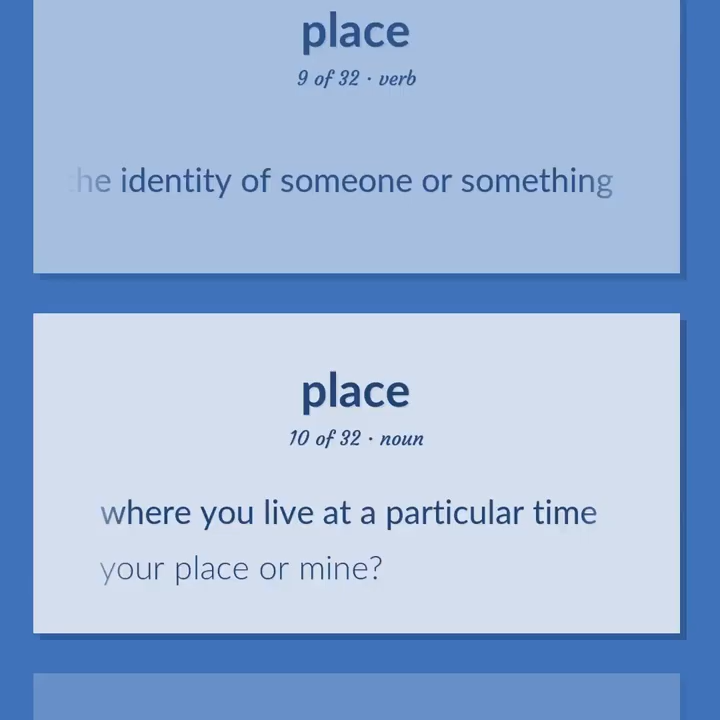 place
9 of 32 · verb
the identity of someone or something
place
10 of 32 · noun
where you live at a particular time
your place or mine?